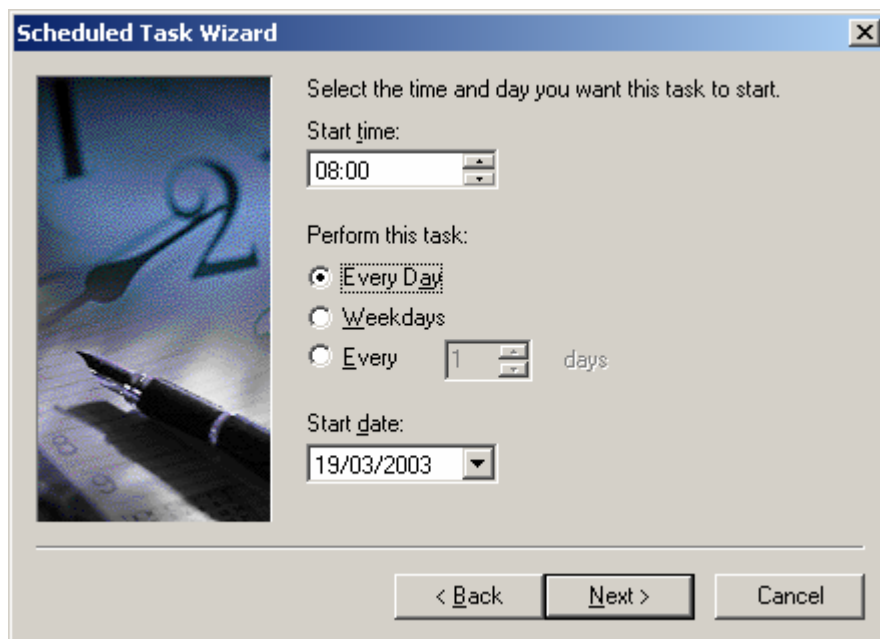 Scheduled Task Wizard
Select the time and day you want this task to start.
Start time:
08:00
Perform this task:
Every Day
Weekdays
Every 1 days
Start date:
19/03/2003
< Back Next > Cancel
2